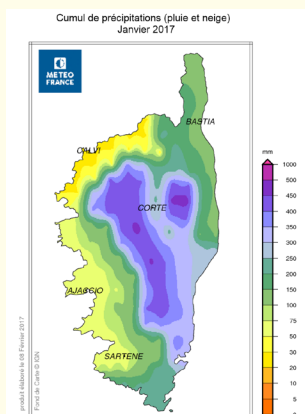 Cumul de précipitations (pluie et neige)
Janvier 2017
METEO
FRANCE
BASTIA
CALVI
CORTE
AJACCIO
SARTENE
mm
1000
500
450
400
350
300
250
200
150
100
75
50
30
20
10
5
produit élaboré le 08 Février 2017
Fond de Carte © IGN